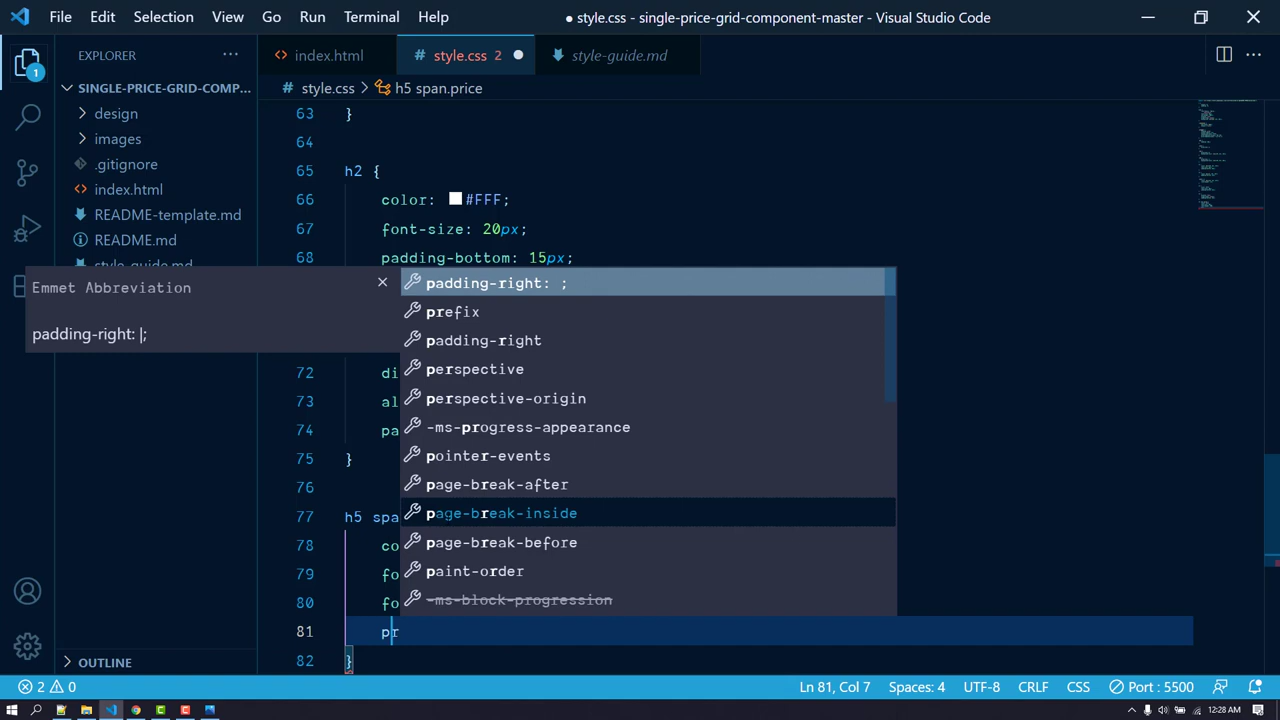 File Edit Selection View Go Run Terminal Help
● style.css - single-price-grid-component-master - Visual Studio Code
EXPLORER
index.html
# style.css 2
style-guide.md
# style.css > h5 span.price
SINGLE-PRICE-GRID-COMP...
design
images
.gitignore
index.html
README-template.md
README.md
style-guide.md
1
63 }
64
65 h2 {
66 color: #FFF;
67 font-size: 20px;
68 padding-bottom: 15px;
Emmet Abbreviation
padding-right: |;
padding-right: ;
prefix
padding-right
perspective
perspective-origin
-ms-progress-appearance
pointer-events
page-break-after
page-break-inside
page-break-before
paint-order
-ms-block-progression
72 di
73 al
74 pa
75 }
76
77 h5 spa
78 co
79 fo
80 fo
81 pr
82 }
OUTLINE
2 0
Ln 81, Col 7 Spaces: 4 UTF-8 CRLF CSS Port : 5500
12:28 AM